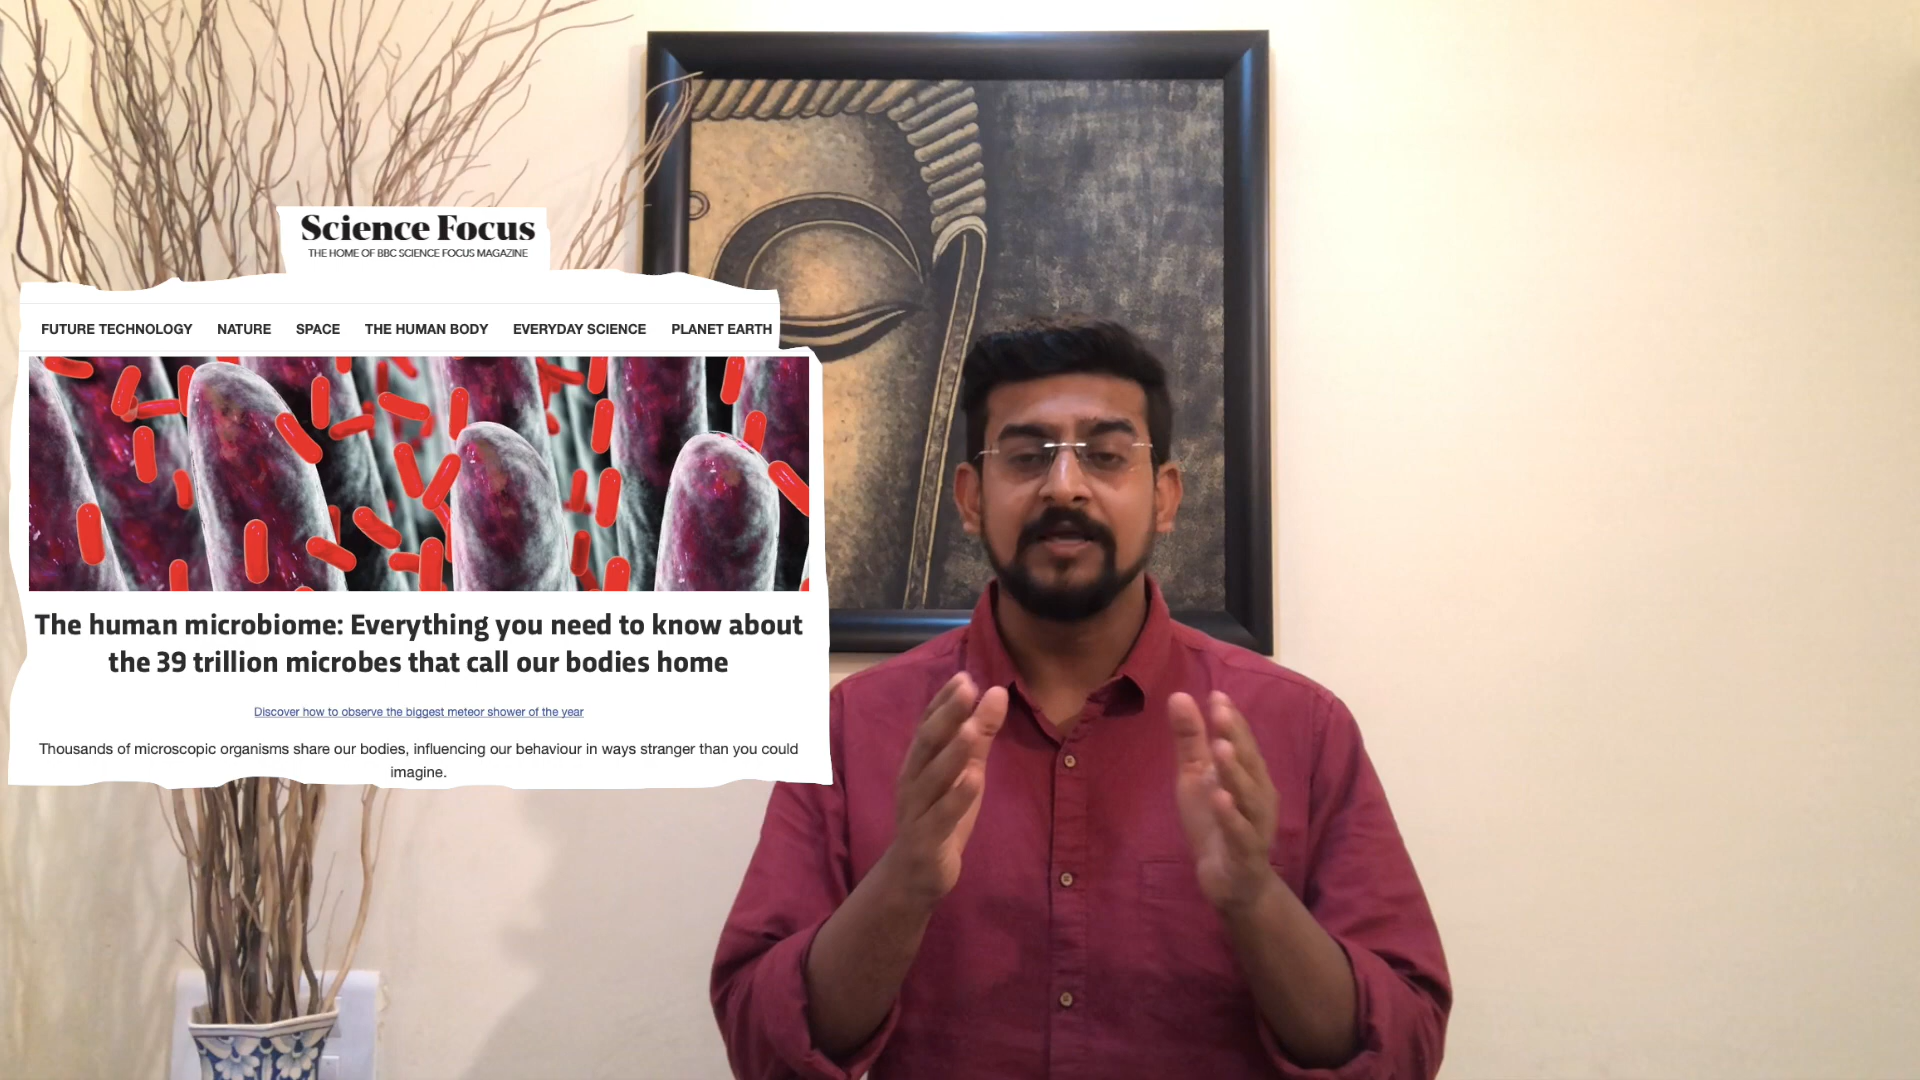 Science Focus
THE HOME OF BBC SCIENCE FOCUS MAGAZINE
FUTURE TECHNOLOGY NATURE SPACE THE HUMAN BODY EVERYDAY SCIENCE PLANET EARTH
The human microbiome: Everything you need to know about
the 39 trillion microbes that call our bodies home
Discover how to observe the biggest meteor shower of the year
Thousands of microscopic organisms share our bodies, influencing our behaviour in ways stranger than you could
imagine.